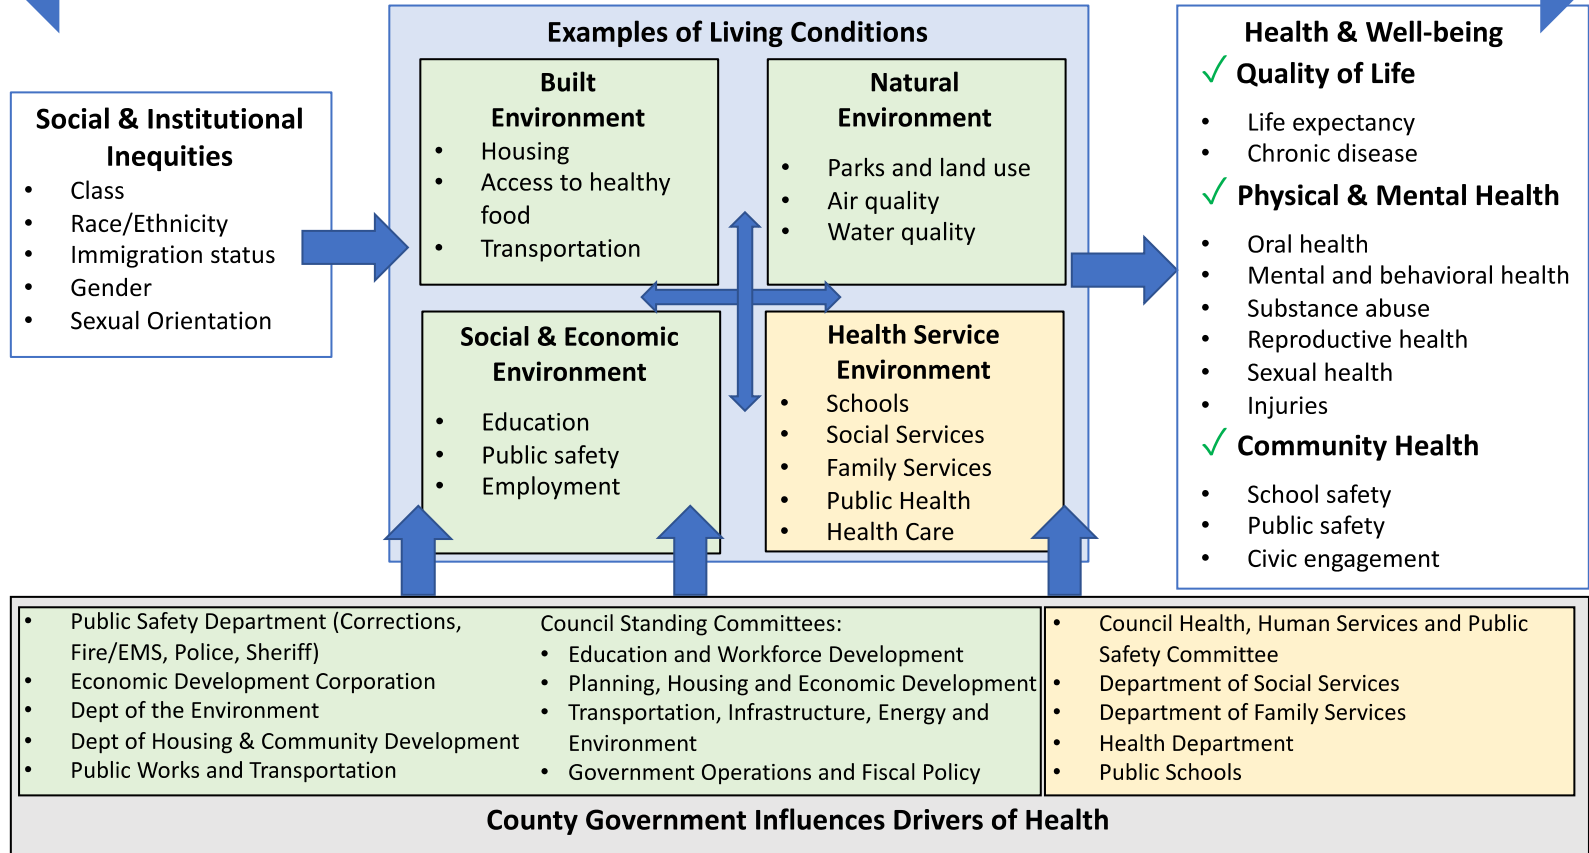 Social & Institutional
Inequities
• Class
• Race/Ethnicity
• Immigration status
• Gender
• Sexual Orientation
Examples of Living Conditions
Built
Environment
• Housing
• Access to healthy
food
• Transportation
Natural
Environment
• Parks and land use
• Air quality
• Water quality
Social & Economic
Environment
• Education
• Public safety
• Employment
Health Service
Environment
• Schools
• Social Services
• Family Services
• Public Health
• Health Care
Health & Well-being
✓ Quality of Life
• Life expectancy
• Chronic disease
✓ Physical & Mental Health
• Oral health
• Mental and behavioral health
• Substance abuse
• Reproductive health
• Sexual health
• Injuries
✓ Community Health
• School safety
• Public safety
• Civic engagement
• Public Safety Department (Corrections,
Fire/EMS, Police, Sheriff)
• Economic Development Corporation
• Dept of the Environment
• Dept of Housing & Community Development
• Public Works and Transportation
Council Standing Committees:
• Education and Workforce Development
• Planning, Housing and Economic Development
• Transportation, Infrastructure, Energy and
Environment
• Government Operations and Fiscal Policy
• Council Health, Human Services and Public
Safety Committee
• Department of Social Services
• Department of Family Services
• Health Department
• Public Schools
County Government Influences Drivers of Health